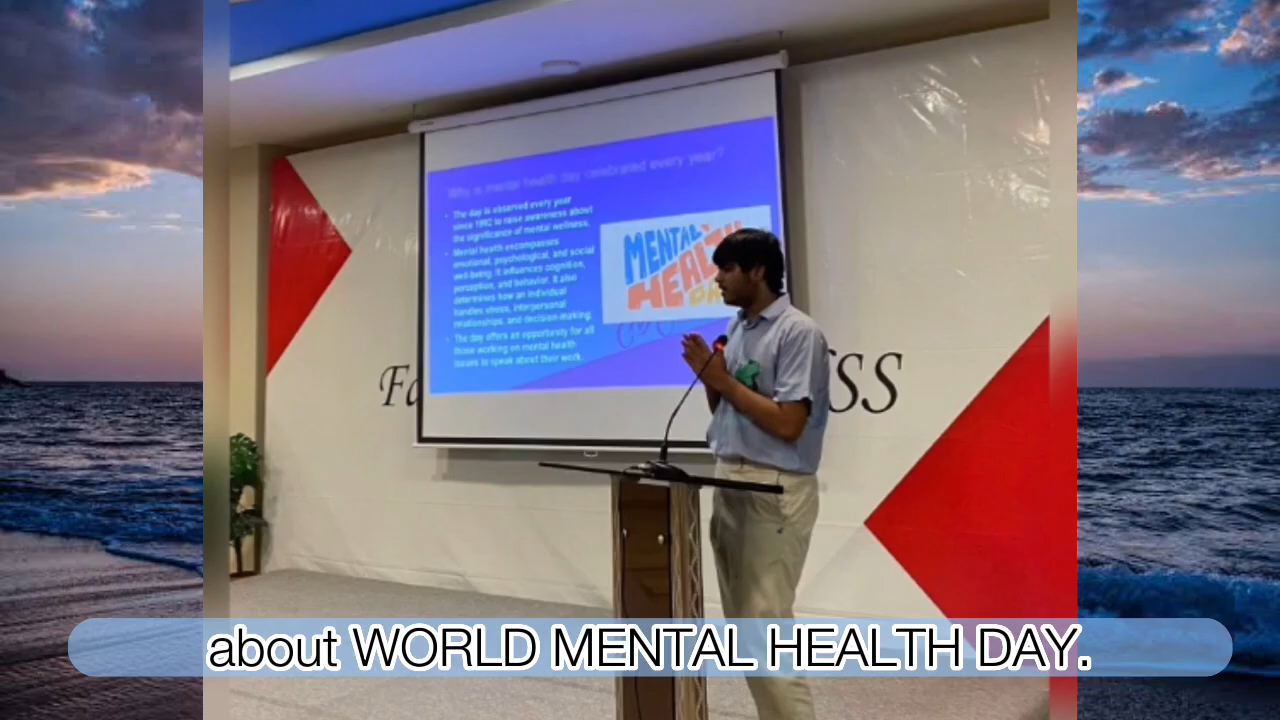 Why is mental health day celebrated every year?
• The day is observed every year
since 1992 to raise awareness about
the significance of mental wellness.
• Mental health encompasses
emotional, psychological, and social
well-being. It influences cognition,
perception, and behavior. It also
determines how an individual
handles stress, interpersonal
relationships, and decision-making.
• The day offers an opportunity for all
those working on mental health
issues to speak about their work.
MENTAL
HEALTH
DA
Fa
SS
about WORLD MENTAL HEALTH DAY.